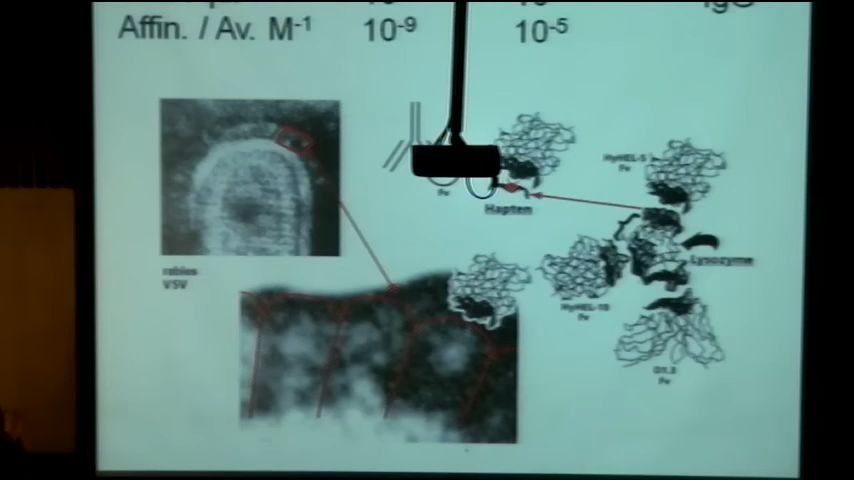 Affin. / Av. M-1 10-9 10-5
IgG
HyHEL-5
Fv
Fv
Hapten
Lysozyme
rabies
VSV
HyHEL-10
Fv
D1.3
Fv